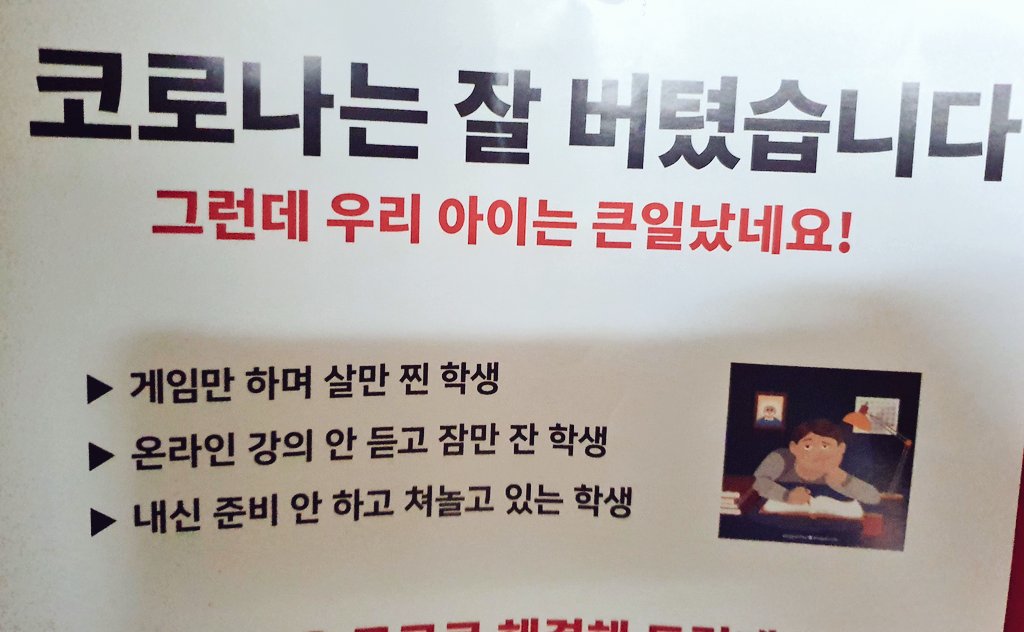 코로나는 잘 버텼습니다
그런데 우리 아이는 큰일났네요!
▶ 게임만 하며 살만 찐 학생
▶ 온라인 강의 안 듣고 잠만 잔 학생
▶ 내신 준비 안 하고 쳐놀고 있는 학생